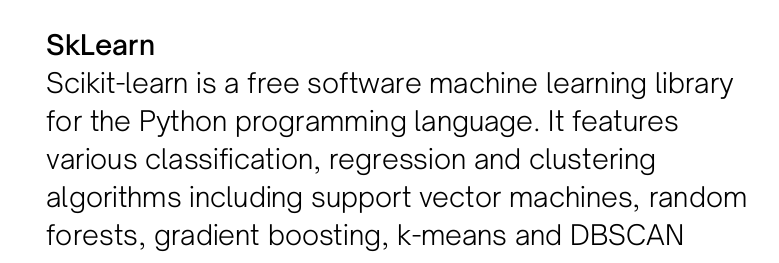 SkLearn
Scikit-learn is a free software machine learning library
for the Python programming language. It features
various classification, regression and clustering
algorithms including support vector machines, random
forests, gradient boosting, k-means and DBSCAN